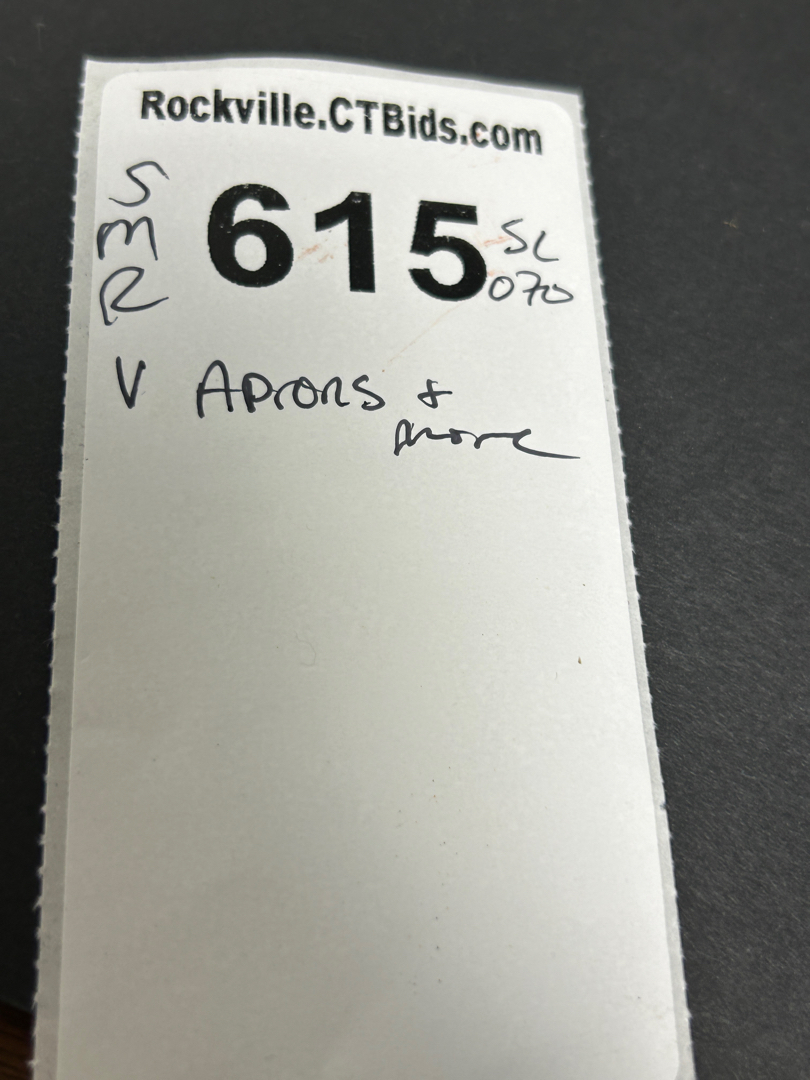 Rockville.CTBids.com
S
M
R
615
SL
070
V Aprons +
more